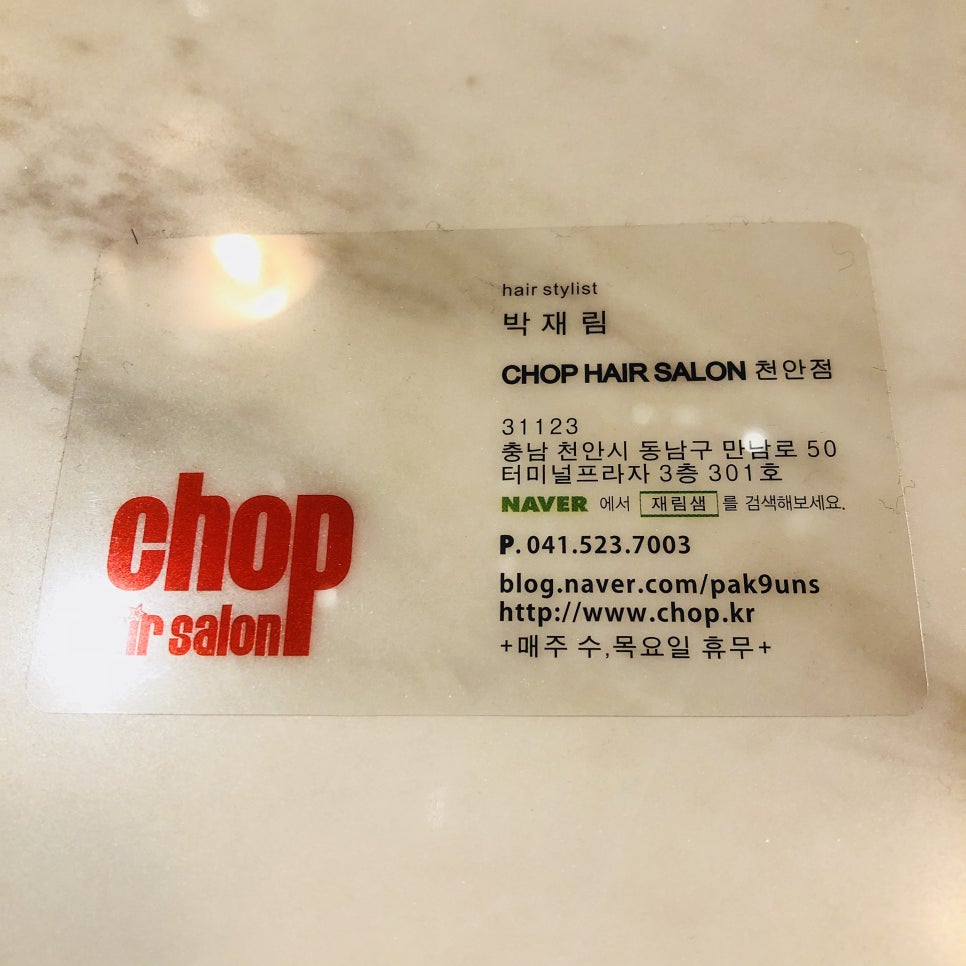 hair stylist
박재림
CHOP HAIR SALON 천안점
31123
충남 천안시 동남구 만남로 50
터미널프라자 3층 301호
NAVER 에서 재림샘 를 검색해보세요.
P. 041.523.7003
blog.naver.com/pak9uns
http://www.chop.kr
+매주 수,목요일 휴무+
chop
ir salon